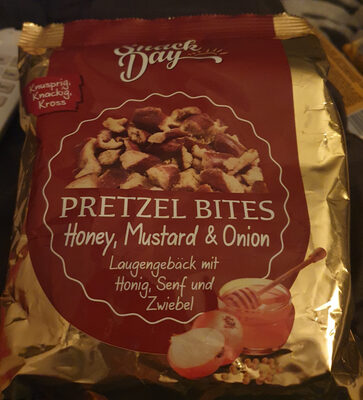 Snack
Day
Knusprig,
Knackig,
Kross
PRETZEL BITES
Honey, Mustard & Onion
Laugengebäck mit
Honig, Senf und
Zwiebel